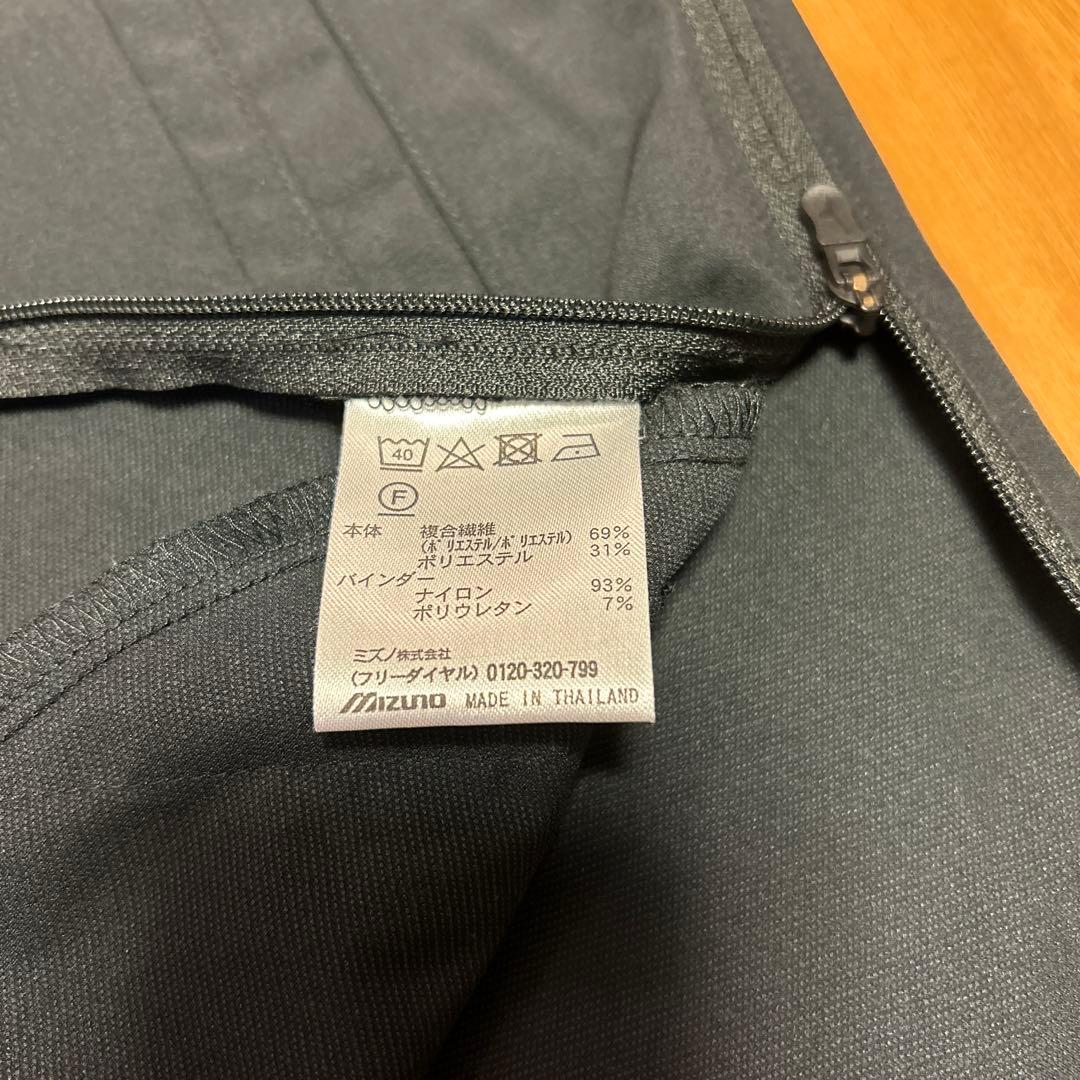 40
F
本体 複合繊維 69%
(ポリエステル/ポリエステル)
ポリエステル 31%
バインダー
ナイロン 93%
ポリウレタン 7%
ミズノ株式会社
(フリーダイヤル) 0120-320-799
MIZUNO MADE IN THAILAND